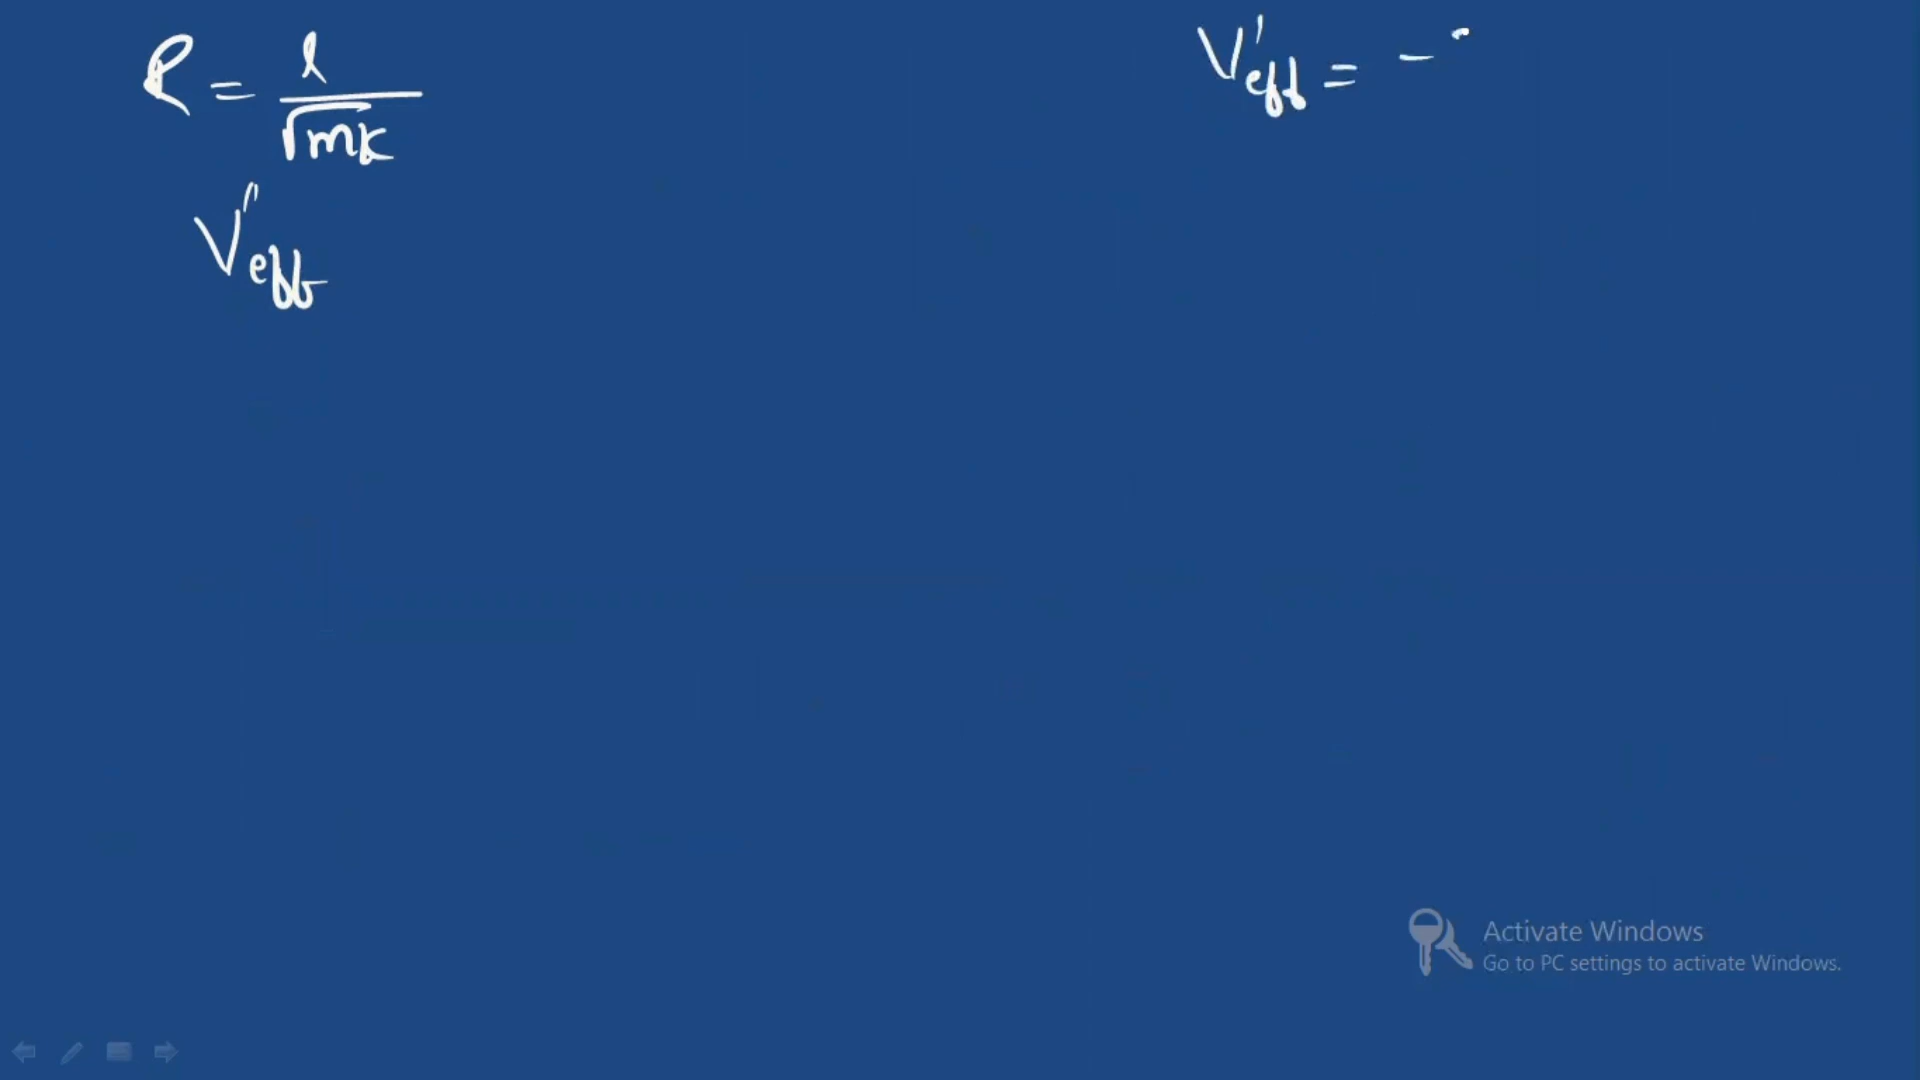 R = l / √mk
V''eff
V'eff = -
Activate Windows
Go to PC settings to activate Windows.